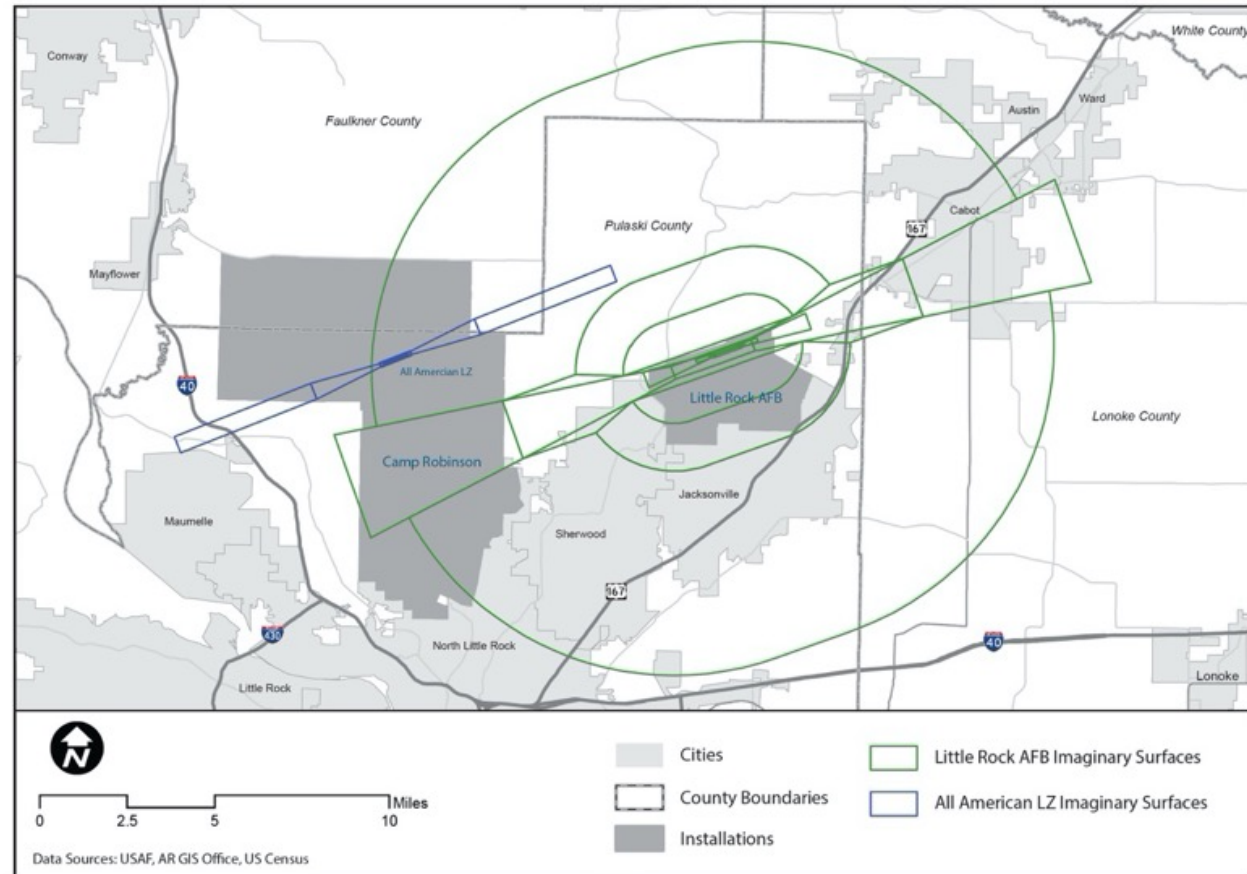 White County
Conway
Ward
Austin
Faulkner County
Cabot
Pulaski County
167
Mayflower
All Amercian LZ
40
Little Rock AFB
Lonoke County
Camp Robinson
Jacksonville
Maumelle
Sherwood
167
430
North Little Rock
40
Little Rock
Lonoke
N
Miles
0 2.5 5 10
Data Sources: USAF, AR GIS Office, US Census
Cities
County Boundaries
Installations
Little Rock AFB Imaginary Surfaces
All American LZ Imaginary Surfaces